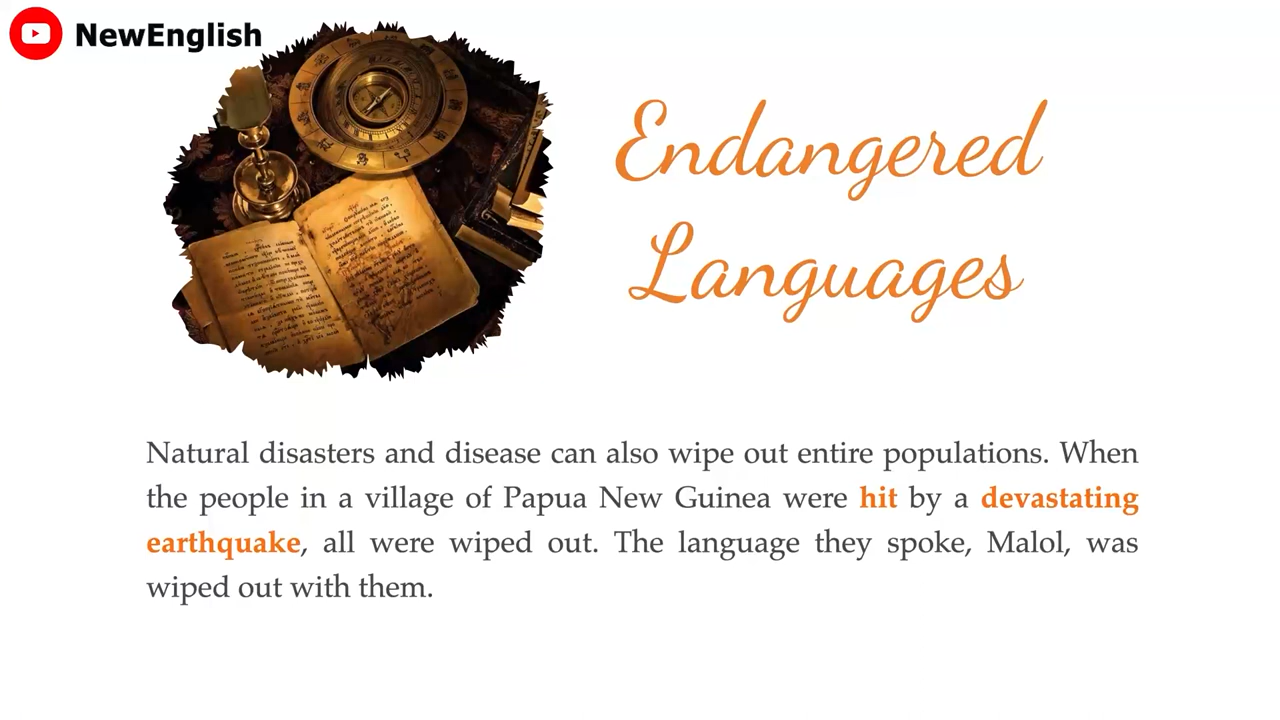 NewEnglish
Endangered
Languages
Natural disasters and disease can also wipe out entire populations. When
the people in a village of Papua New Guinea were hit by a devastating
earthquake, all were wiped out. The language they spoke, Malol, was
wiped out with them.